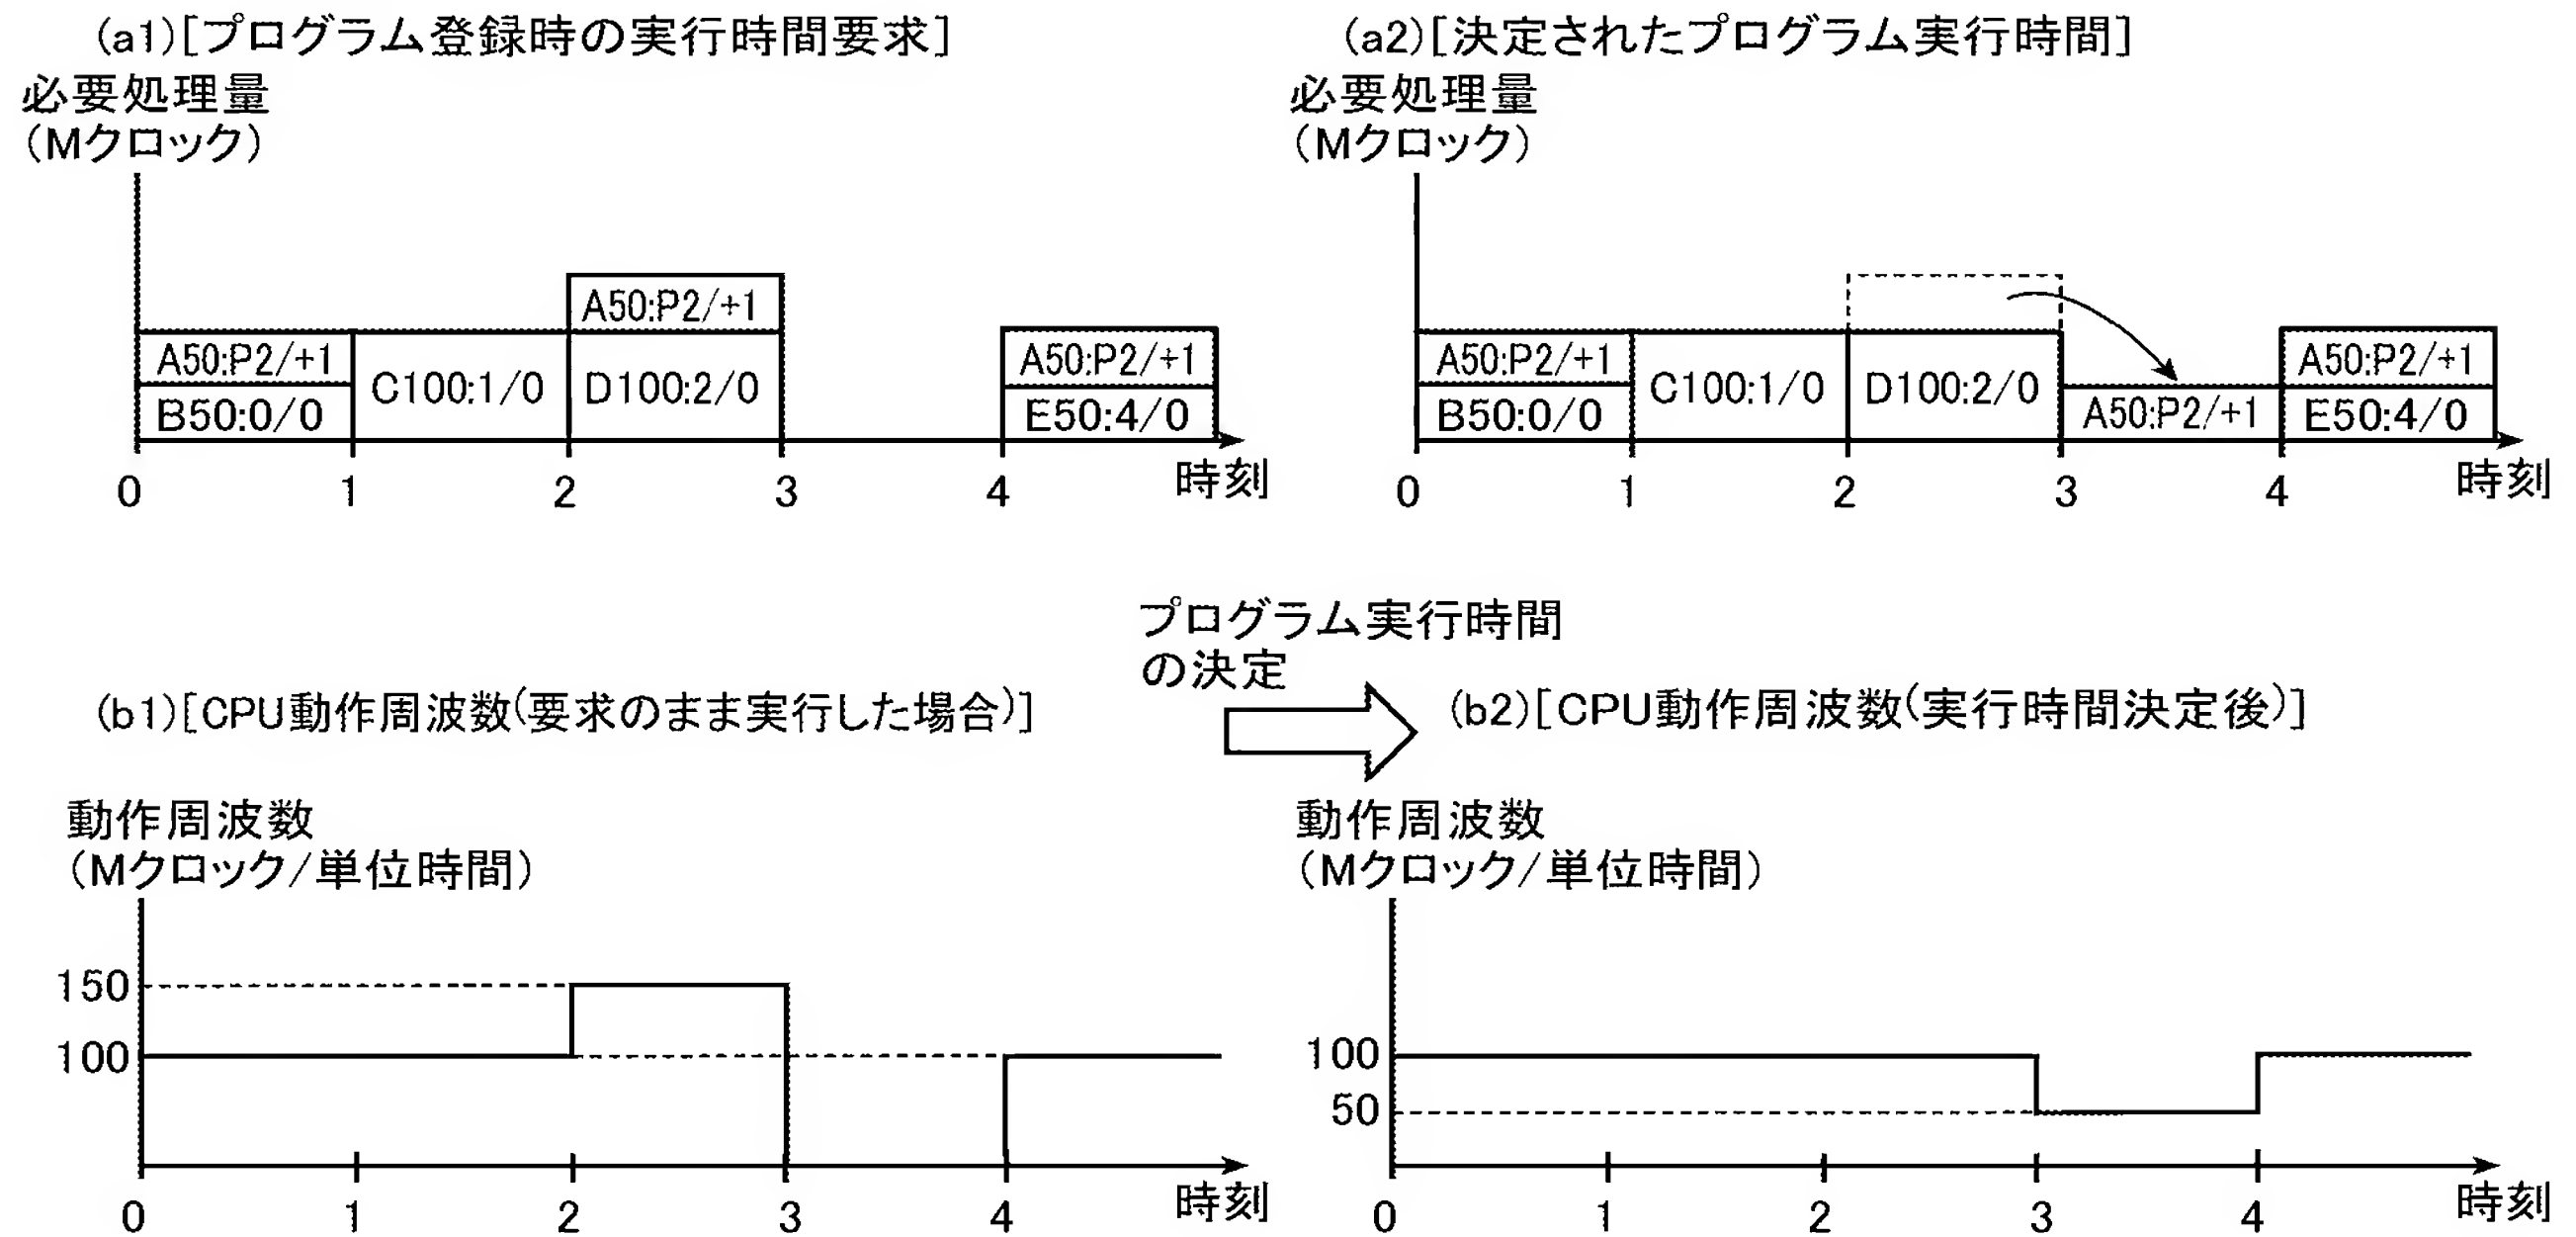 (a1)[プログラム登録時の実行時間要求]
必要処理量
(Mクロック)
A50:P2/+1
A50:P2/+1
B50:0/0
C100:1/0
D100:2/0
A50:P2/+1
E50:4/0
0
1
2
3
4
時刻
(a2)[決定されたプログラム実行時間]
必要処理量
(Mクロック)
A50:P2/+1
B50:0/0
C100:1/0
D100:2/0
A50:P2/+1
A50:P2/+1
E50:4/0
0
1
2
3
4
時刻
プログラム実行時間
の決定
(b1)[CPU動作周波数(要求のまま実行した場合)]
動作周波数
(Mクロック/単位時間)
150
100
0
1
2
3
4
時刻
(b2)[CPU動作周波数(実行時間決定後)]
動作周波数
(Mクロック/単位時間)
100
50
0
1
2
3
4
時刻